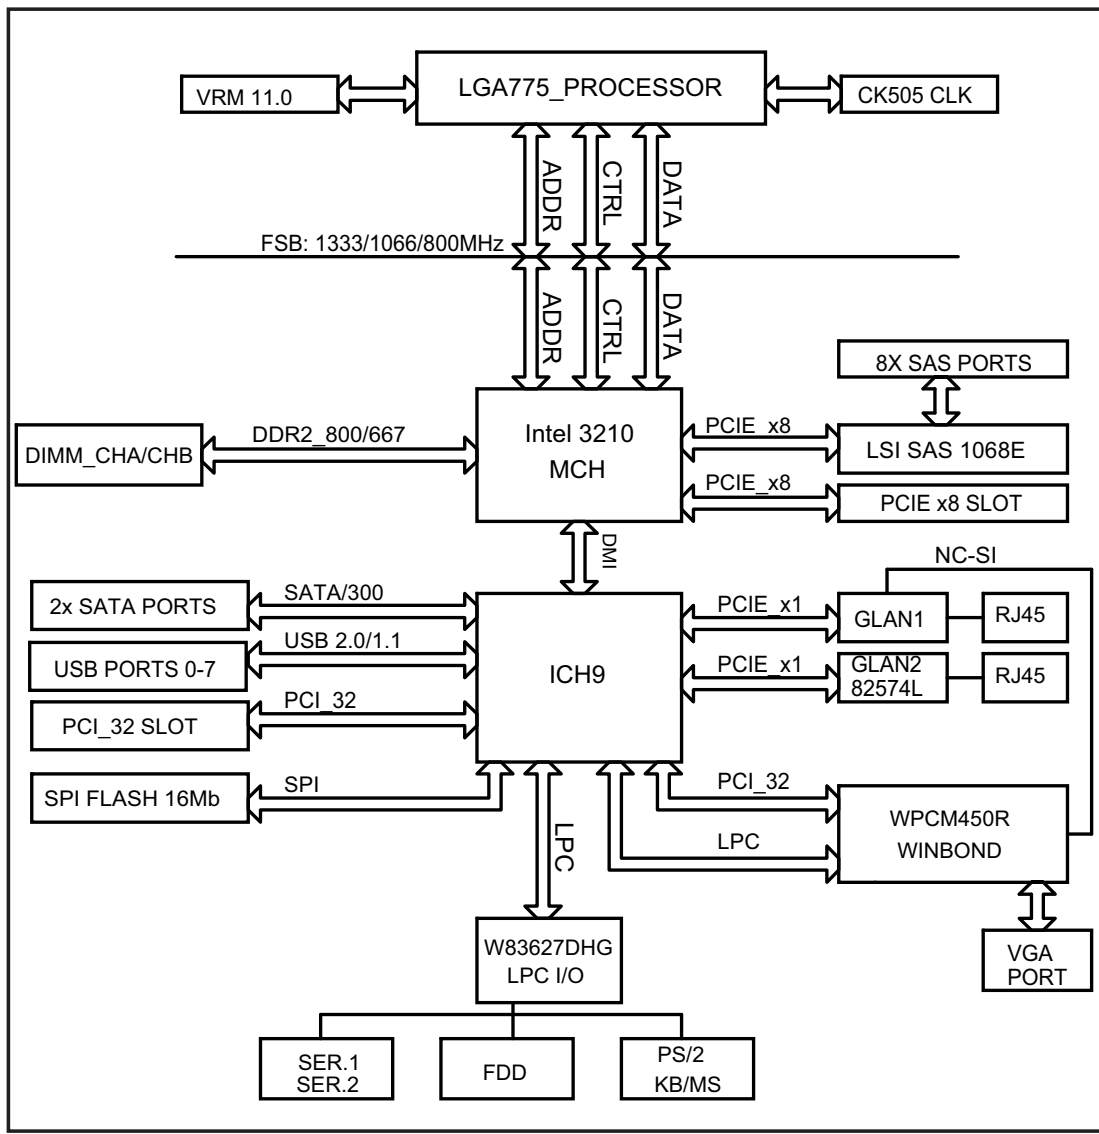 LGA775_PROCESSOR
VRM 11.0
CK505 CLK
ADDR
CTRL
DATA
FSB: 1333/1066/800MHz
ADDR
CTRL
DATA
8X SAS PORTS
DDR2_800/667
DIMM_CHA/CHB
Intel 3210
MCH
PCIE_x8
LSI SAS 1068E
PCIE_x8
PCIE x8 SLOT
DMI
NC-SI
2x SATA PORTS
SATA/300
PCIE_x1
GLAN1
RJ45
USB PORTS 0-7
USB 2.0/1.1
ICH9
PCIE_x1
GLAN2
82574L
RJ45
PCI_32 SLOT
PCI_32
SPI FLASH 16Mb
SPI
PCI_32
LPC
LPC
WPCM450R
WINBOND
W83627DHG
LPC I/O
VGA
PORT
SER.1
SER.2
FDD
PS/2
KB/MS